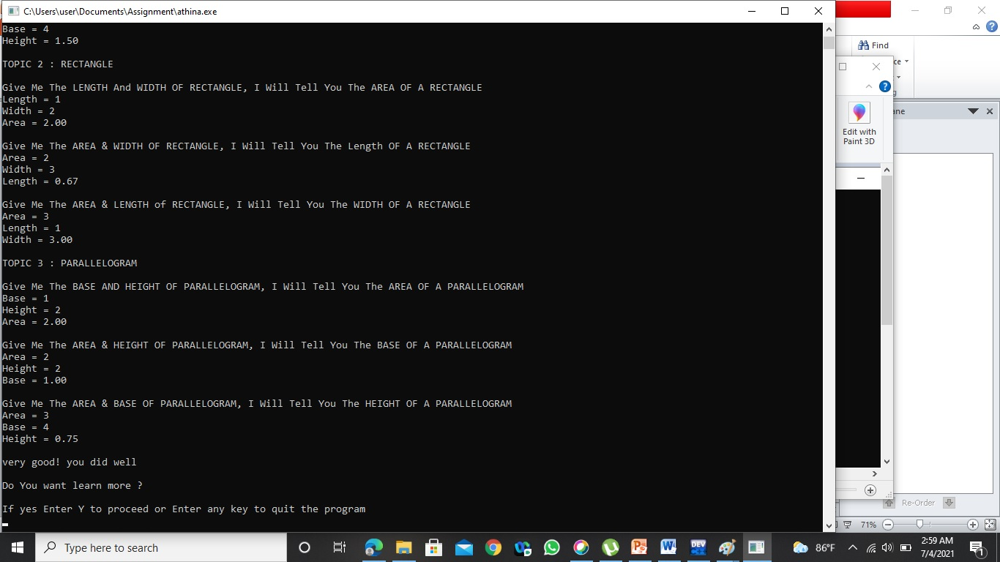 C:\Users\user\Documents\Assignment\athina.exe
Base = 4
Height = 1.50
TOPIC 2 : RECTANGLE
Give Me The LENGTH And WIDTH OF RECTANGLE, I Will Tell You The AREA OF A RECTANGLE
Length = 1
Width = 2
Area = 2.00
Give Me The AREA & WIDTH OF RECTANGLE, I Will Tell You The Length OF A RECTANGLE
Area = 2
Width = 3
Length = 0.67
Give Me The AREA & LENGTH of RECTANGLE, I Will Tell You The WIDTH OF A RECTANGLE
Area = 3
Length = 1
Width = 3.00
TOPIC 3 : PARALLELOGRAM
Give Me The BASE AND HEIGHT OF PARALLELOGRAM, I Will Tell You The AREA OF A PARALLELOGRAM
Base = 1
Height = 2
Area = 2.00
Give Me The AREA & HEIGHT OF PARALLELOGRAM, I Will Tell You The BASE OF A PARALLELOGRAM
Area = 2
Height = 2
Base = 1.00
Give Me The AREA & BASE OF PARALLELOGRAM, I Will Tell You The HEIGHT OF A PARALLELOGRAM
Area = 3
Base = 4
Height = 0.75
very good! you did well
Do You want learn more ?
If yes Enter Y to proceed or Enter any key to quit the program
Find
ce
g
ane
Edit with
Paint 3D
Re-Order
71%
Type here to search
DEV
86°F
2:59 AM
7/4/2021
1